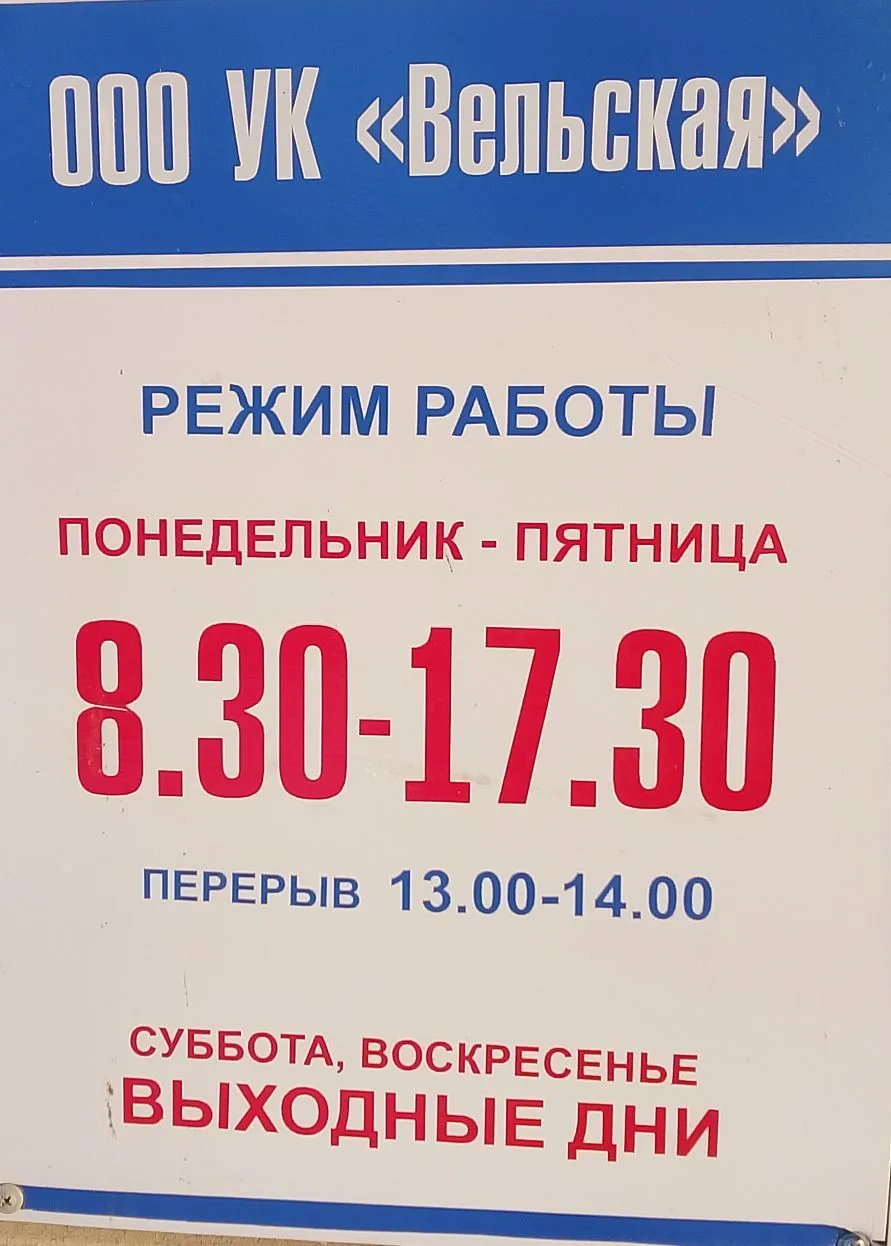 ООО УК «Вельская»
РЕЖИМ РАБОТЫ
ПОНЕДЕЛЬНИК - ПЯТНИЦА
8.30-17.30
ПЕРЕРЫВ 13.00-14.00
СУББОТА, ВОСКРЕСЕНЬЕ
ВЫХОДНЫЕ ДНИ